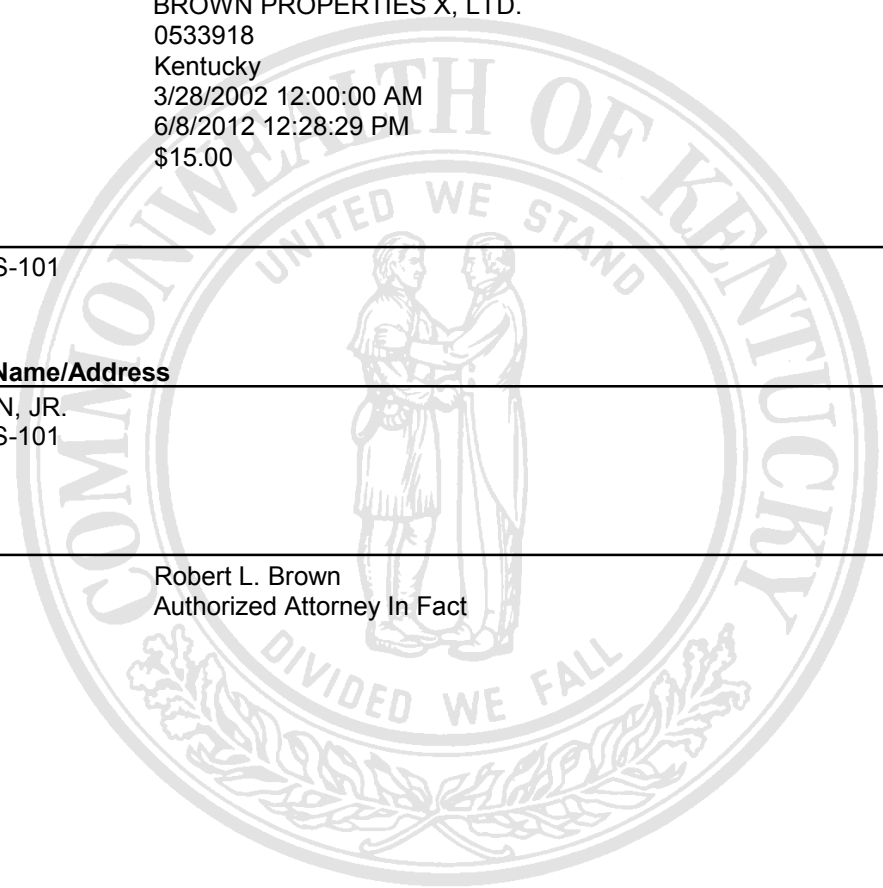 BROWN PROPERTIES X, LTD.
0533918
Kentucky
3/28/2002 12:00:00 AM
6/8/2012 12:28:29 PM
$15.00
S-101
Name/Address
N, JR.
S-101
Robert L. Brown
Authorized Attorney In Fact
COMMONWEALTH OF KENTUCKY
UNITED WE STAND
DIVIDED WE FALL